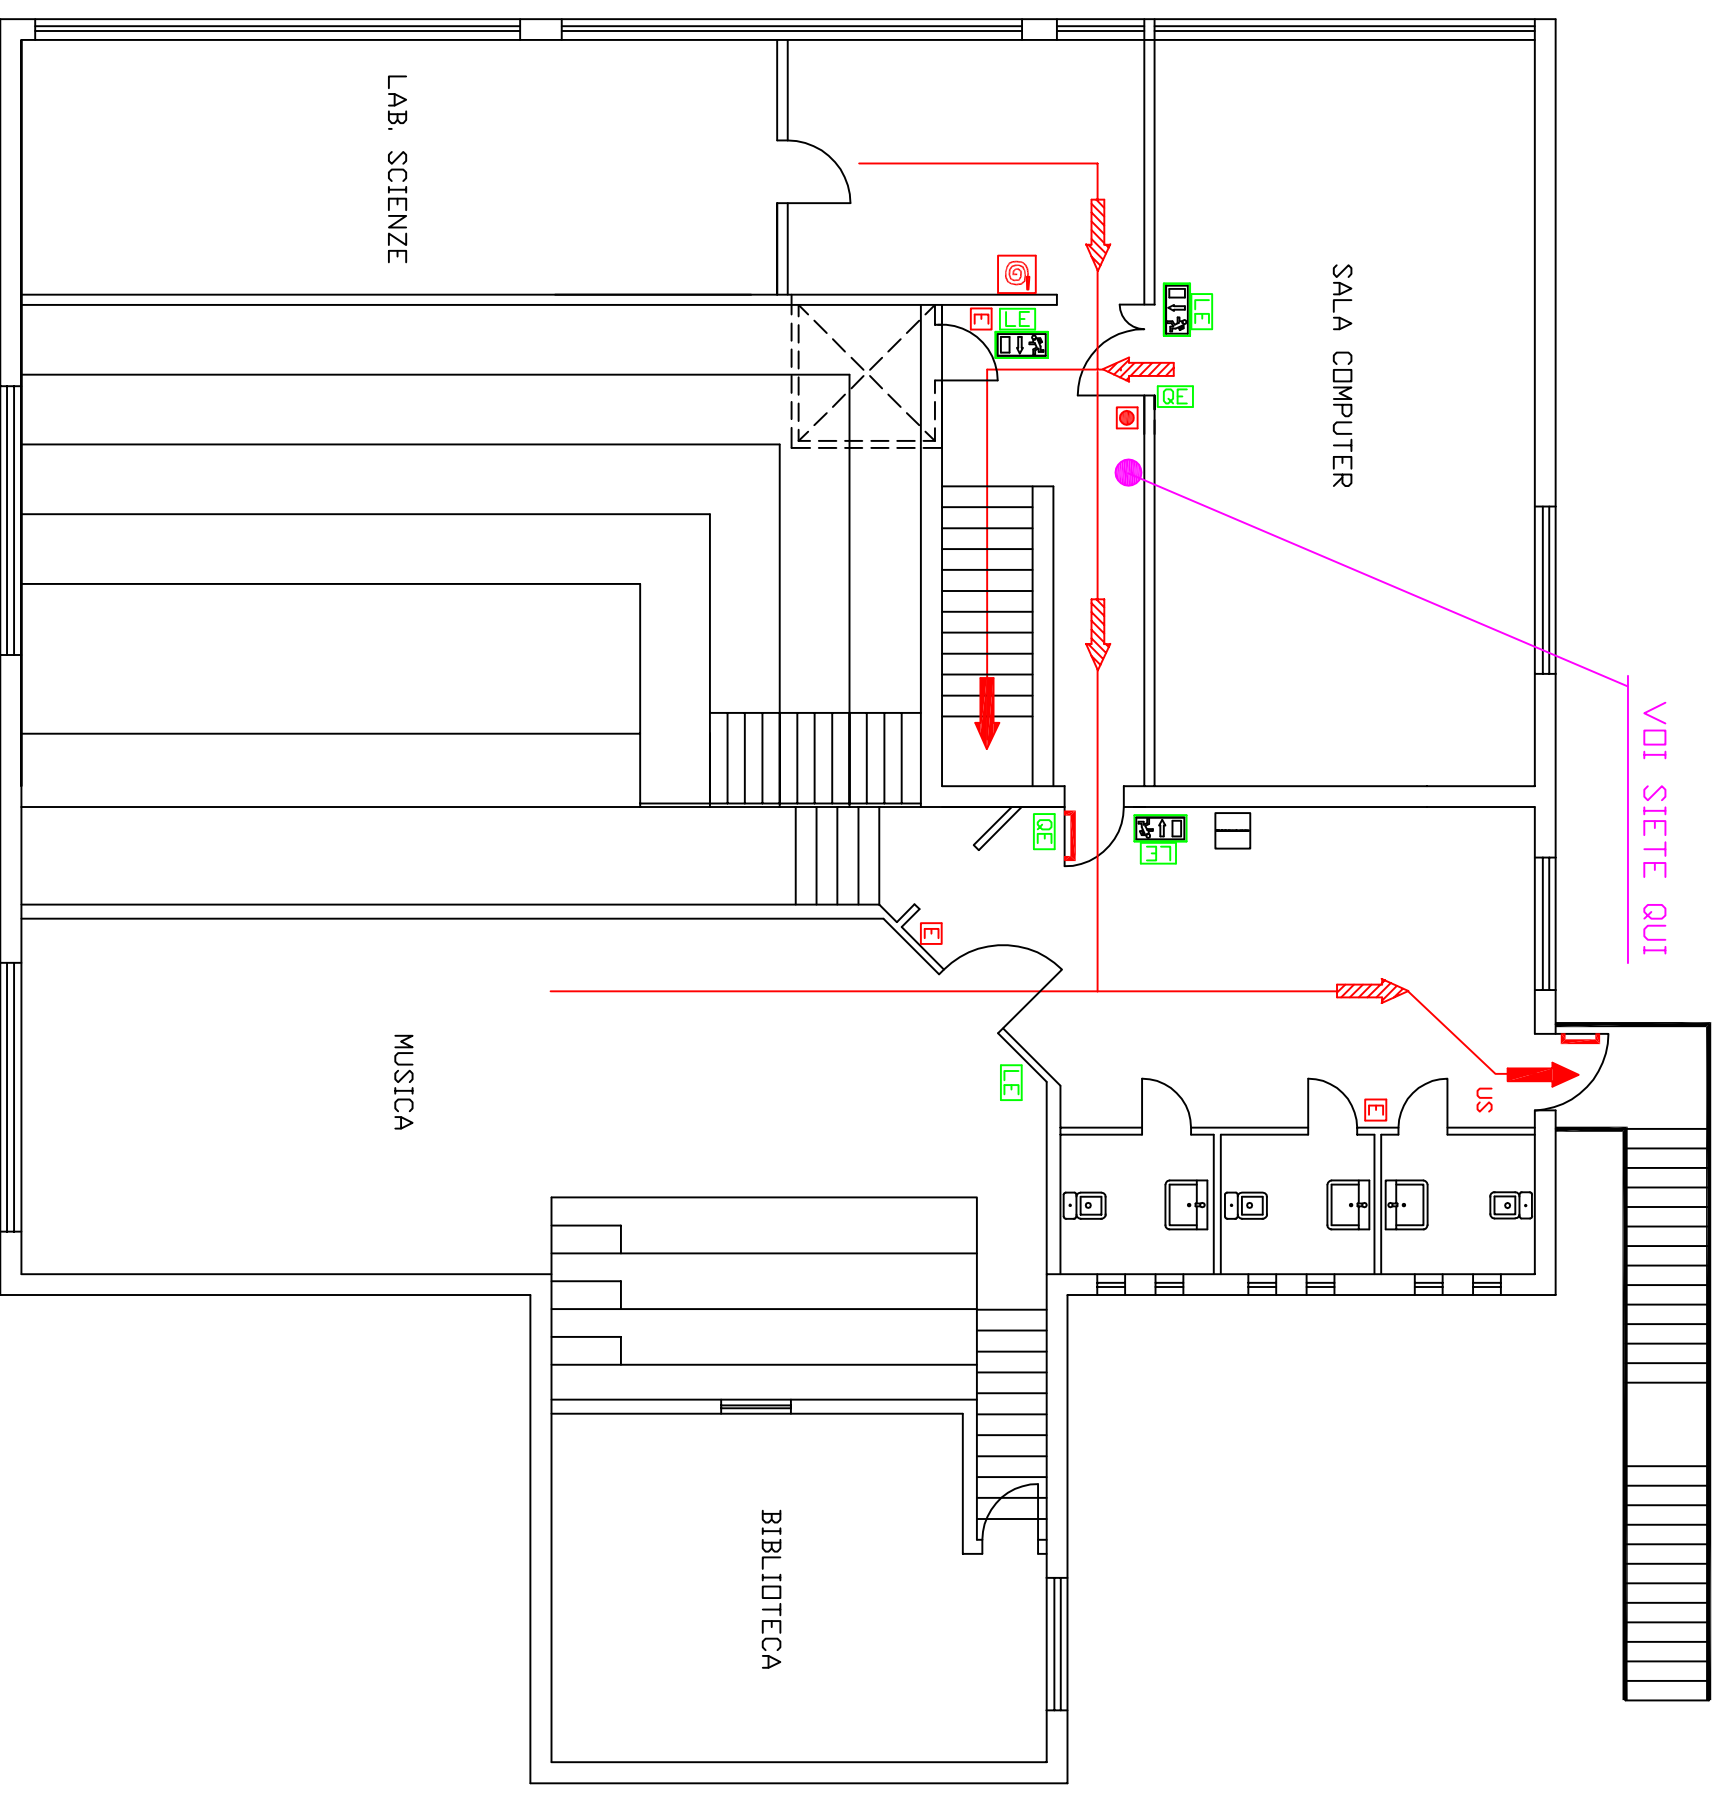 VOI SIETE QUI
SALA COMPUTER
LAB. SCIENZE
LE
E
LE
QE
QE
LE
E
LE
E
US
MUSICA
BIBLIOTECA